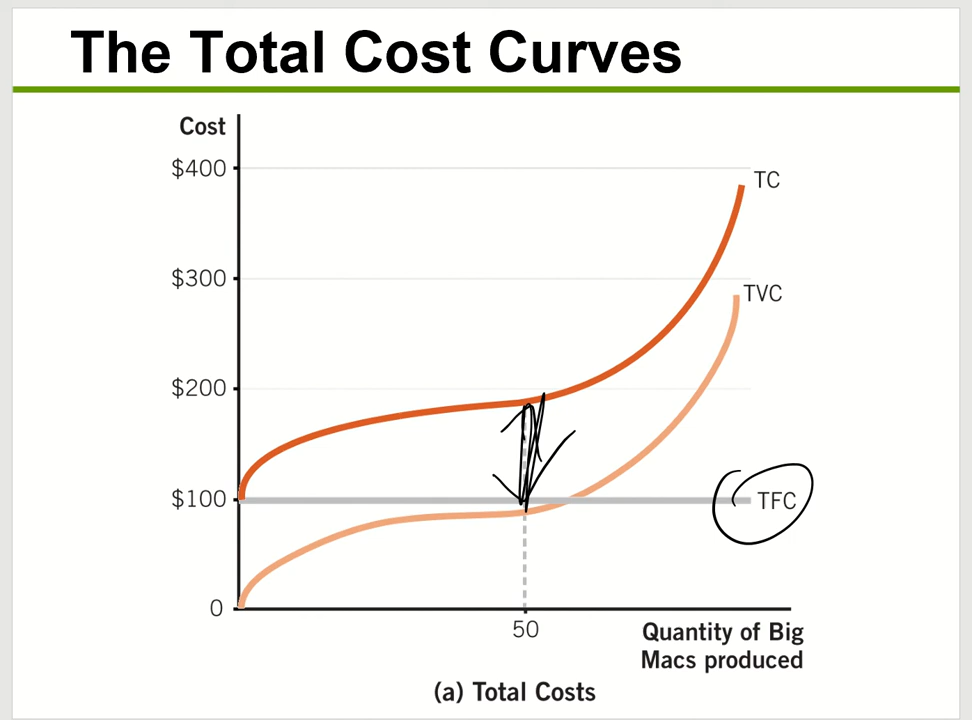 The Total Cost Curves
Cost
$400
TC
$300
TVC
$200
$100
TFC
0
50
Quantity of Big
Macs produced
(a) Total Costs